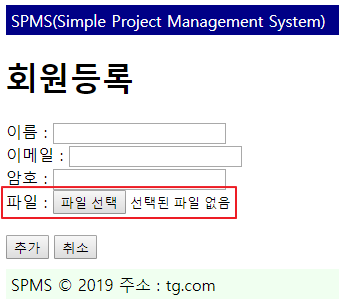 SPMS(Simple Project Management System)
회원등록
이름 :
이메일 :
암호 :
파일 : 파일 선택 선택된 파일 없음
추가 취소
SPMS © 2019 주소 : tg.com